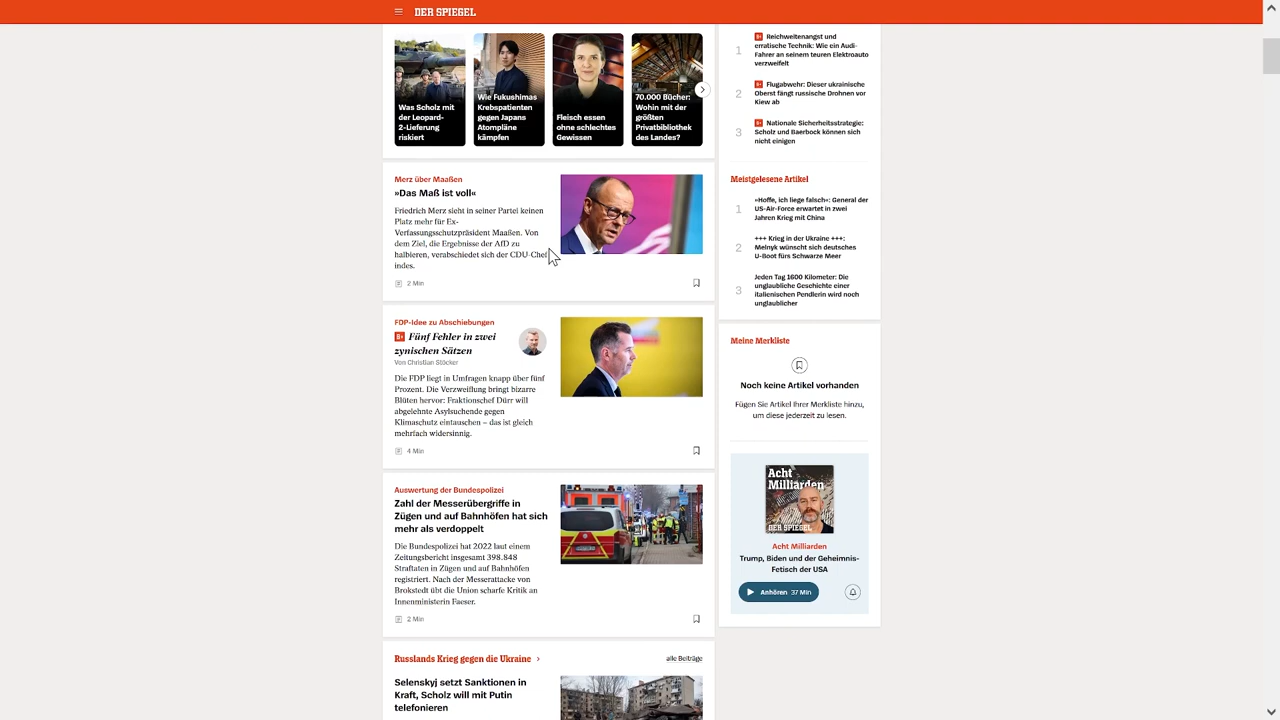 DER SPIEGEL
Was Scholz mit
der Leopard-
2-Lieferung
riskiert
Wie Fukushimas
Krebspatienten
gegen Japans
Atompläne
kämpfen
Fleisch essen
ohne schlechtes
Gewissen
70.000 Bücher:
Wohin mit der
größten
Privatbibliothek
des Landes?
Merz über Maaßen
»Das Maß ist voll«
Friedrich Merz sieht in seiner Partei keinen
Platz mehr für Ex-
Verfassungsschutzpräsident Maaßen. Von
dem Ziel, die Ergebnisse der AfD zu
halbieren, verabschiedet sich der CDU-Chef
indes.
2 Min
FDP-Idee zu Abschiebungen
S+ Fünf Fehler in zwei
zynischen Sätzen
Von Christian Stöcker
Die FDP liegt in Umfragen knapp über fünf
Prozent. Die Verzweiflung bringt bizarre
Blüten hervor: Fraktionschef Dürr will
abgelehnte Asylsuchende gegen
Klimaschutz eintauschen – das ist gleich
mehrfach widersinnig.
4 Min
Auswertung der Bundespolizei
Zahl der Messerübergriffe in
Zügen und auf Bahnhöfen hat sich
mehr als verdoppelt
Die Bundespolizei hat 2022 laut einem
Zeitungsbericht insgesamt 398.848
Straftaten in Zügen und auf Bahnhöfen
registriert. Nach der Messerattacke von
Brokstedt übt die Union scharfe Kritik an
Innenministerin Faeser.
2 Min
Russlands Krieg gegen die Ukraine
alle Beiträge
Selenskyj setzt Sanktionen in
Kraft, Scholz will mit Putin
telefonieren
1
S+ Reichweitenangst und
erratische Technik: Wie ein Audi-
Fahrer an seinem teuren Elektroauto
verzweifelt
2
S+ Flugabwehr: Dieser ukrainische
Oberst fängt russische Drohnen vor
Kiew ab
3
S+ Nationale Sicherheitsstrategie:
Scholz und Baerbock können sich
nicht einigen
Meistgelesene Artikel
1
»Hoffe, ich liege falsch«: General der
US-Air-Force erwartet in zwei
Jahren Krieg mit China
2
+++ Krieg in der Ukraine +++:
Melnyk wünscht sich deutsches
U-Boot fürs Schwarze Meer
3
Jeden Tag 1600 Kilometer: Die
unglaubliche Geschichte einer
italienischen Pendlerin wird noch
unglaublicher
Meine Merkliste
Noch keine Artikel vorhanden
Fügen Sie Artikel Ihrer Merkliste hinzu,
um diese jederzeit zu lesen.
Acht
Milliarden
DER SPIEGEL
Acht Milliarden
Trump, Biden und der Geheimnis-
Fetisch der USA
Anhören 37 Min